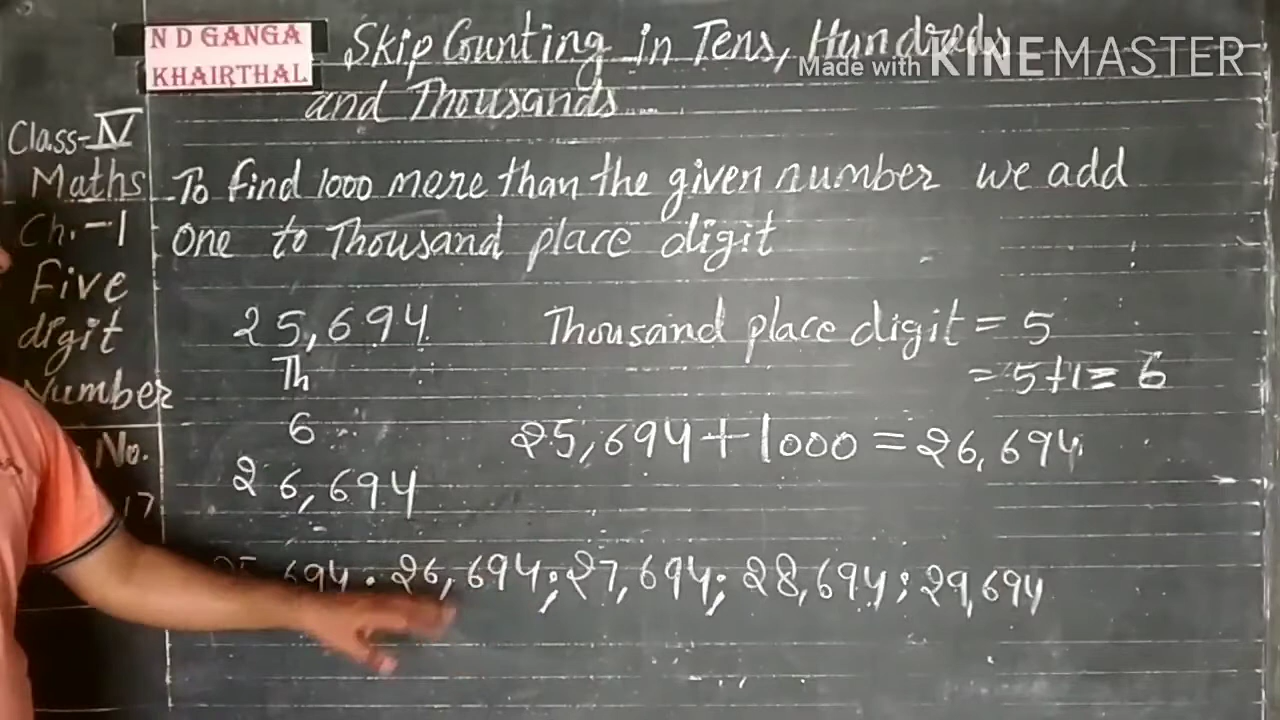 N D GANGA
KHAIRTHAL
Skip Counting in Tens, Hundreds
and Thousands
Made with KINEMASTER
Class-IV
Maths
Ch.-1
Five
digit
Number
No.
17
To find 1000 more than the given number we add
one to Thousand place digit
25,694
Th
6
26,694
Thousand place digit = 5
= 5+1= 6
25,694+1000 = 26,694
25,694; 26,694; 27,694; 28,694; 29,694